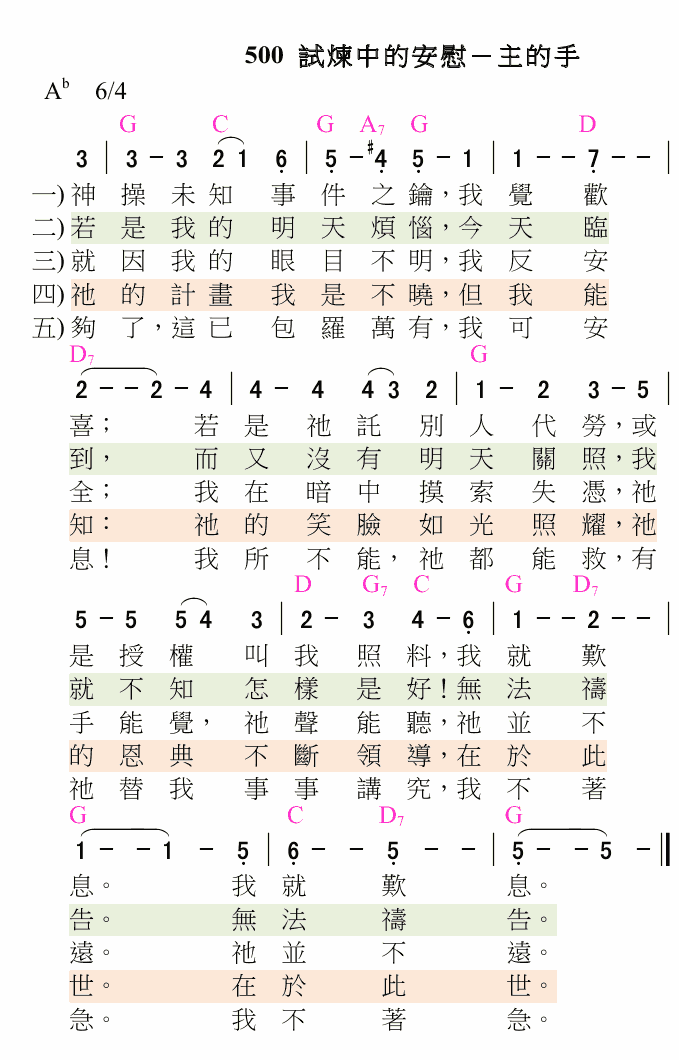 500 試煉中的安慰－主的手
A♭ 6/4
G C G A7 G D
3 | 3 - 3 2 1 6̣ | 5̣ - #4̣ 5̣ - 1 | 1 - - 7̣ - - |
一) 神操未知事件之鑰，我覺歡
二) 若是我的明天煩惱，今天臨
三) 就因我的眼目不明，我反安
四) 祂的計畫我是不曉，但我能
五) 夠了，這已包羅萬有，我可安
D7 G
2 - - 2 - 4 | 4 - 4 4 3 2 | 1 - 2 3 - 5 |
喜； 若是祂託別人代勞，或
到， 而又沒有明天關照，我
全； 我在暗中摸索失憑，祂
知： 祂的笑臉如光照耀，祂
息！ 我所不能，祂都能救，有
D G7 C G D7
5 - 5 5 4 3 | 2 - 3 4 - 6̣ | 1 - - 2 - - |
是授權叫我照料，我就歎
就不知怎樣是好！無法禱
手能覺，祂聲能聽，祂並不
的恩典不斷領導，在於此
祂替我事事講究，我不著
G C D7 G
1 - - 1 - 5̣ | 6̣ - - 5̣ - - | 5̣ - - 5 - ‖
息。 我就歎息。
告。 無法禱告。
遠。 祂並不遠。
世。 在於此世。
急。 我不著急。